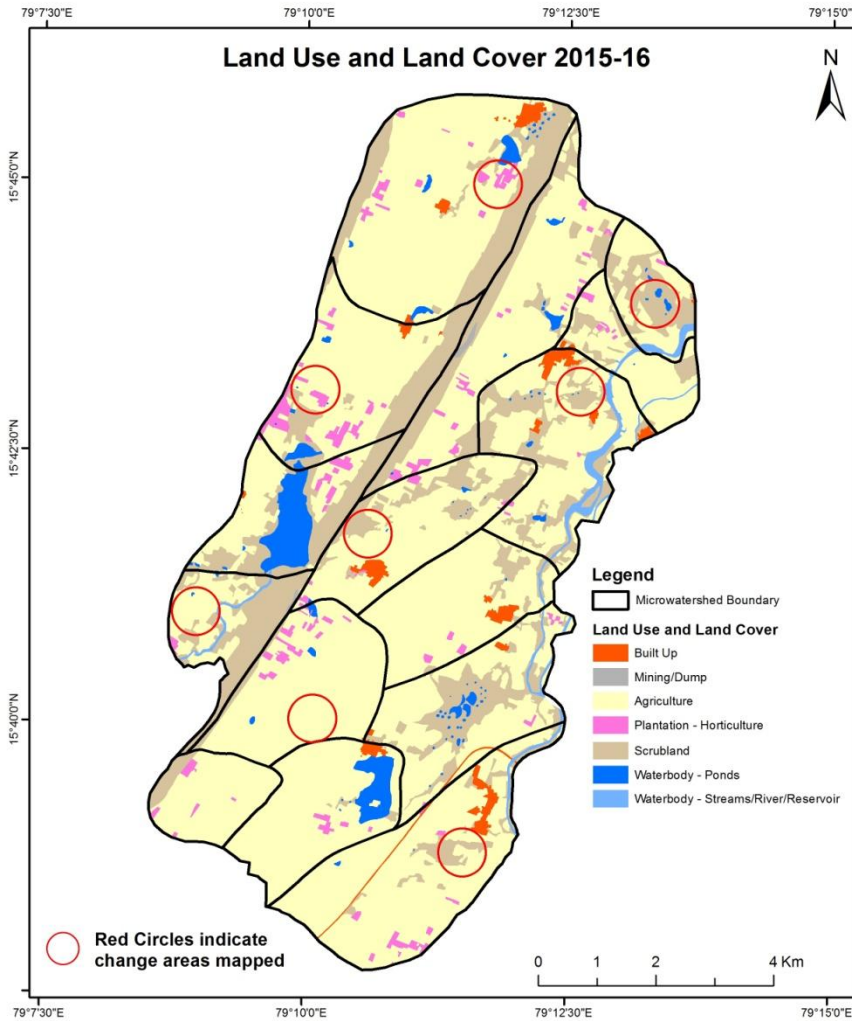 79°7'30"E
79°10'0"E
79°12'30"E
79°15'0"E
Land Use and Land Cover 2015-16
N
15°45'0"N
15°42'30"N
15°40'0"N
Legend
Microwatershed Boundary
Land Use and Land Cover
Built Up
Mining/Dump
Agriculture
Plantation - Horticulture
Scrubland
Waterbody - Ponds
Waterbody - Streams/River/Reservoir
Red Circles indicate
change areas mapped
0 1 2 4 Km
79°7'30"E
79°10'0"E
79°12'30"E
79°15'0"E